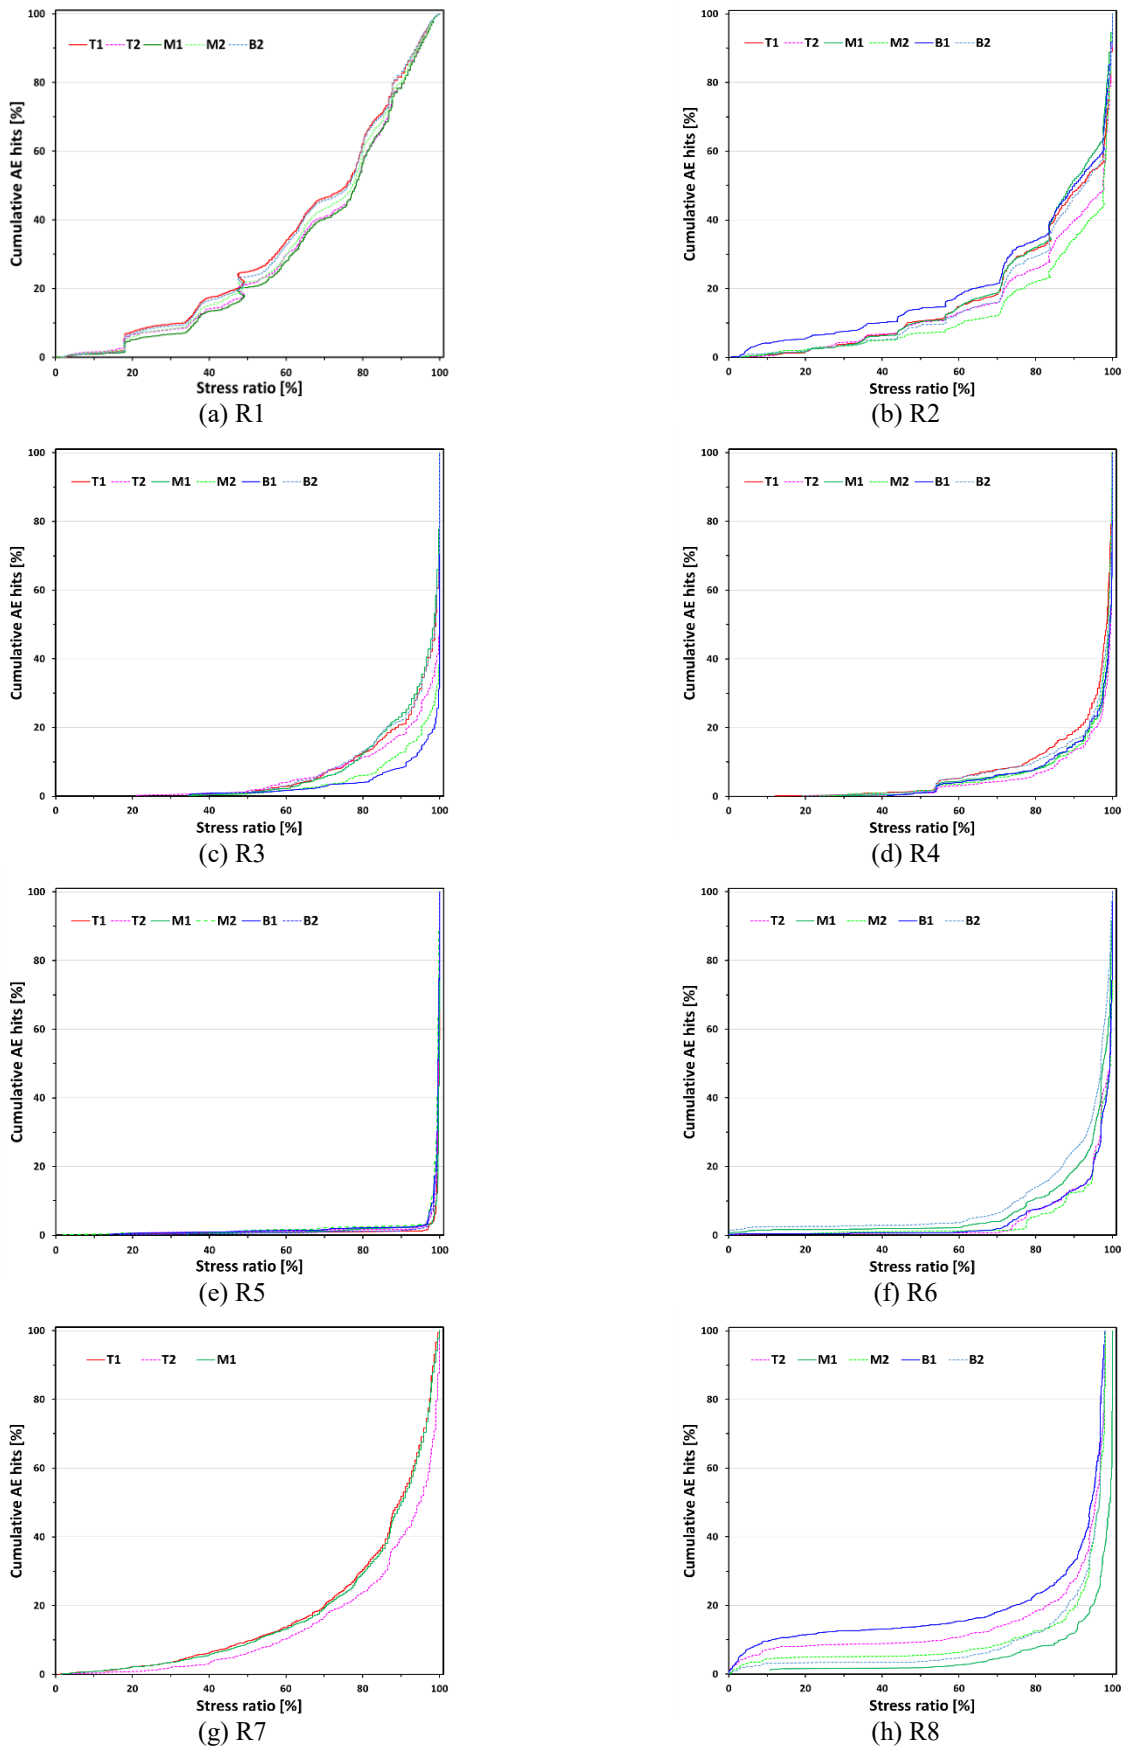 100
80
60
40
20
0
Cumulative AE hits [%]
T1 T2 M1 M2 B2
0 20 40 60 80 100
Stress ratio [%]
(a) R1
100
80
60
40
20
0
Cumulative AE hits [%]
T1 T2 M1 M2 B1 B2
0 20 40 60 80 100
Stress ratio [%]
(b) R2
100
80
60
40
20
0
Cumulative AE hits [%]
T1 T2 M1 M2 B1 B2
0 20 40 60 80 100
Stress ratio [%]
(c) R3
100
80
60
40
20
0
Cumulative AE hits [%]
T1 T2 M1 M2 B1 B2
0 20 40 60 80 100
Stress ratio [%]
(d) R4
100
80
60
40
20
0
Cumulative AE hits [%]
T1 T2 M1 M2 B1 B2
0 20 40 60 80 100
Stress ratio [%]
(e) R5
100
80
60
40
20
0
Cumulative AE hits [%]
T2 M1 M2 B1 B2
0 20 40 60 80 100
Stress ratio [%]
(f) R6
100
80
60
40
20
0
Cumulative AE hits [%]
T1 T2 M1
0 20 40 60 80 100
Stress ratio [%]
(g) R7
100
80
60
40
20
0
Cumulative AE hits [%]
T2 M1 M2 B1 B2
0 20 40 60 80 100
Stress ratio [%]
(h) R8